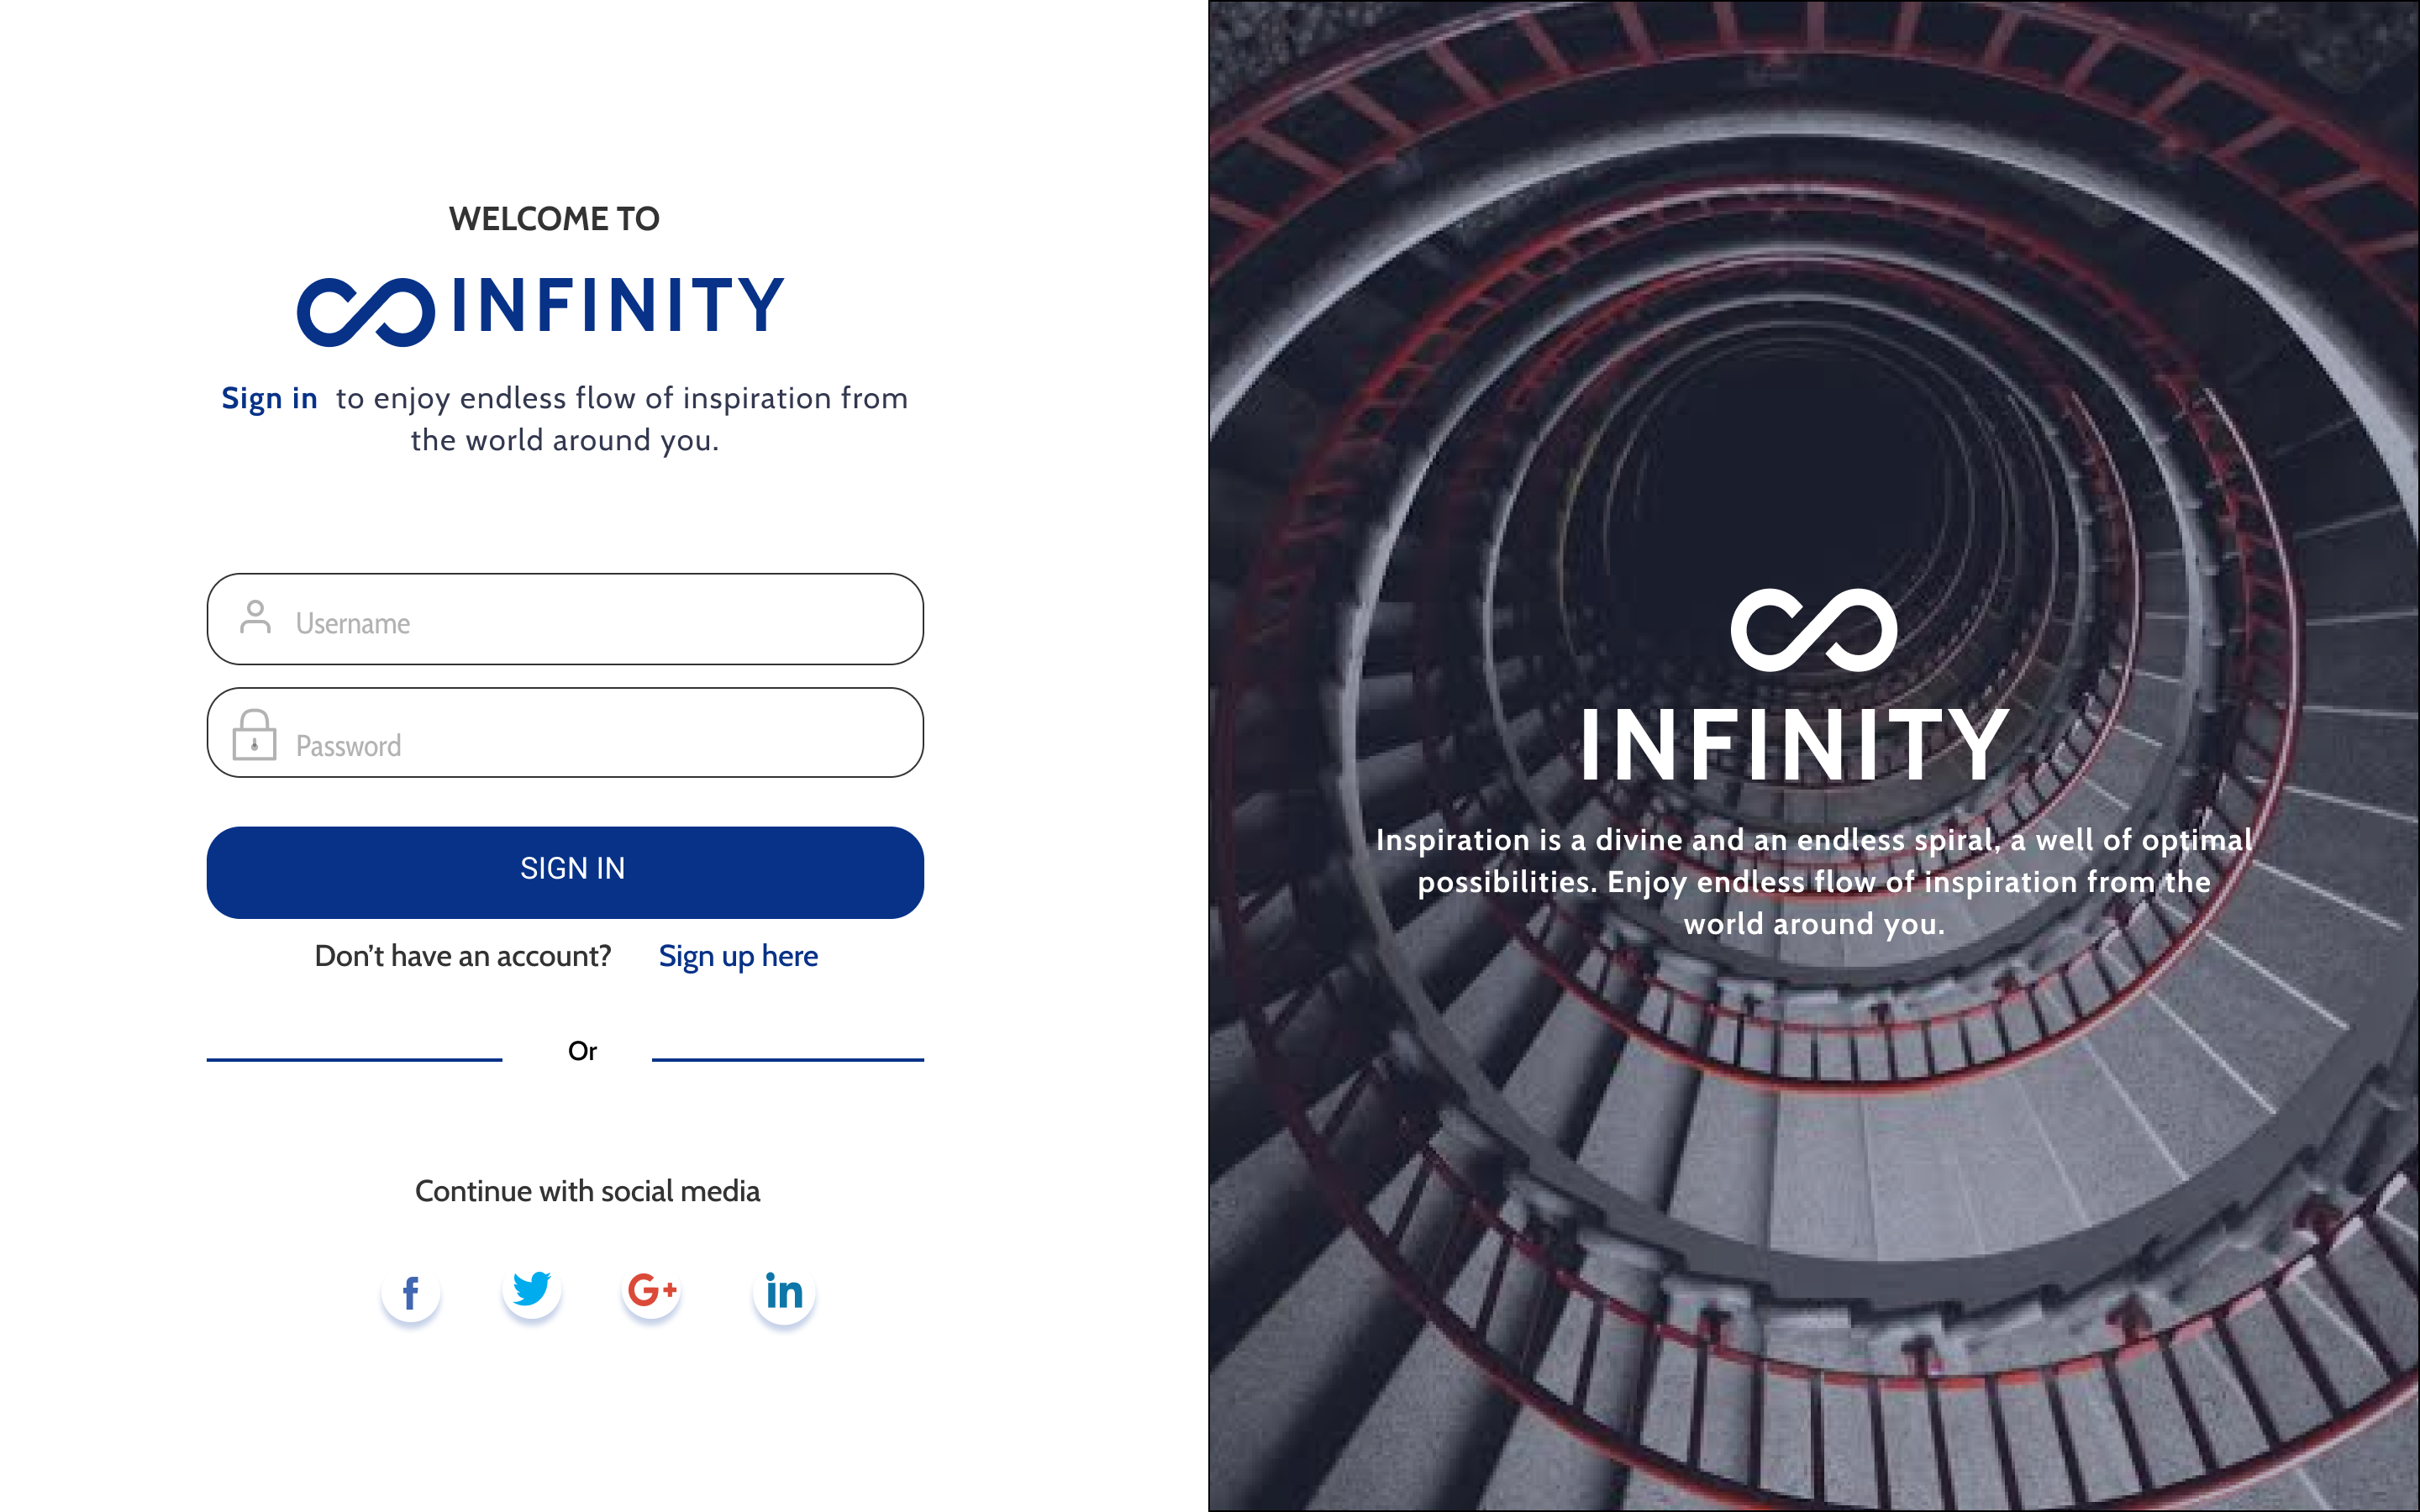 WELCOME TO
INFINITY
Sign in to enjoy endless flow of inspiration from
the world around you.
Username
Password
SIGN IN
Don’t have an account? Sign up here
Or
Continue with social media
f
G+
in
INFINITY
Inspiration is a divine and an endless spiral, a well of optimal
possibilities. Enjoy endless flow of inspiration from the
world around you.